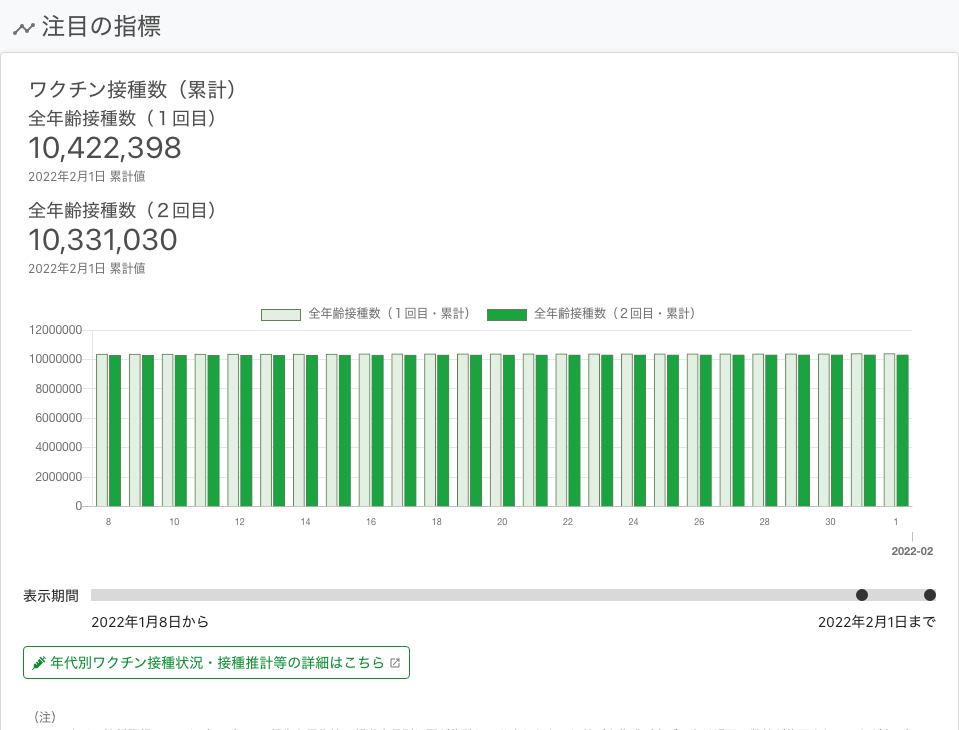 注目の指標
ワクチン接種数（累計）
全年齢接種数（１回目）
10,422,398
2022年2月1日 累計値
全年齢接種数（２回目）
10,331,030
2022年2月1日 累計値
全年齢接種数（１回目・累計） 全年齢接種数（２回目・累計）
12000000
10000000
8000000
6000000
4000000
2000000
0
8 10 12 14 16 18 20 22 24 26 28 30 1
2022-02
表示期間
2022年1月8日から 2022年2月1日まで
年代別ワクチン接種状況・接種推計等の詳細はこちら
（注）